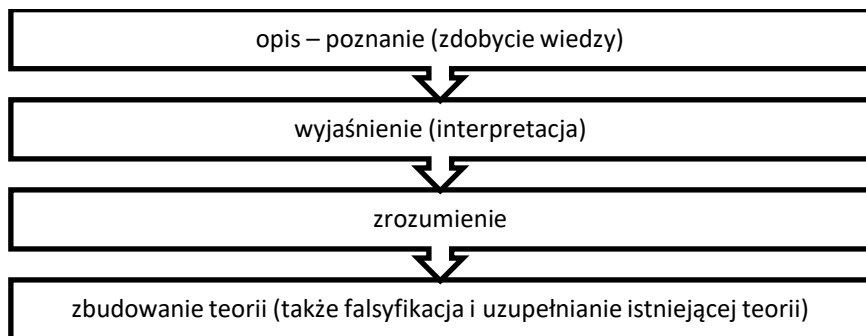 opis – poznanie (zdobycie wiedzy)
wyjaśnienie (interpretacja)
zrozumienie
zbudowanie teorii (także falsyfikacja i uzupełnianie istniejącej teorii)